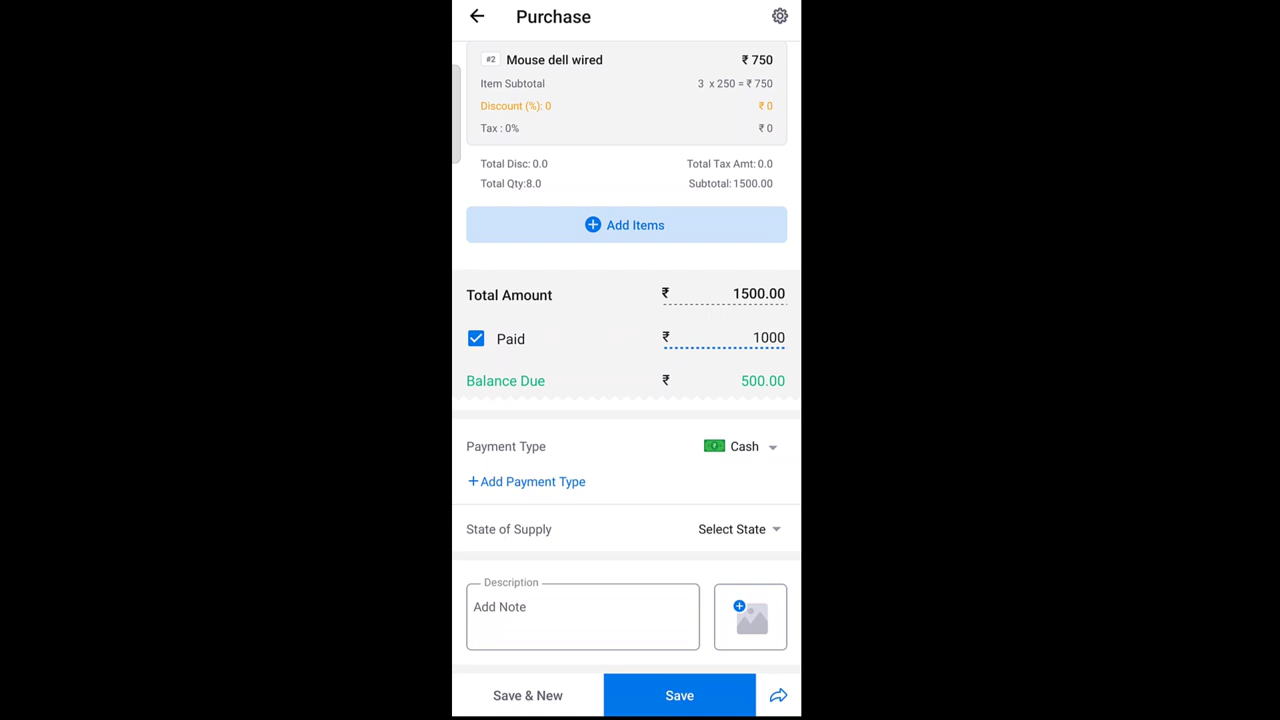 Purchase
#2 Mouse dell wired ₹ 750
Item Subtotal 3 x 250 = ₹ 750
Discount (%): 0 ₹ 0
Tax : 0% ₹ 0
Total Disc: 0.0 Total Tax Amt: 0.0
Total Qty:8.0 Subtotal: 1500.00
Add Items
Total Amount ₹ 1500.00
Paid ₹ 1000
Balance Due ₹ 500.00
Payment Type Cash
+ Add Payment Type
State of Supply Select State
Description
Add Note
Save & New Save